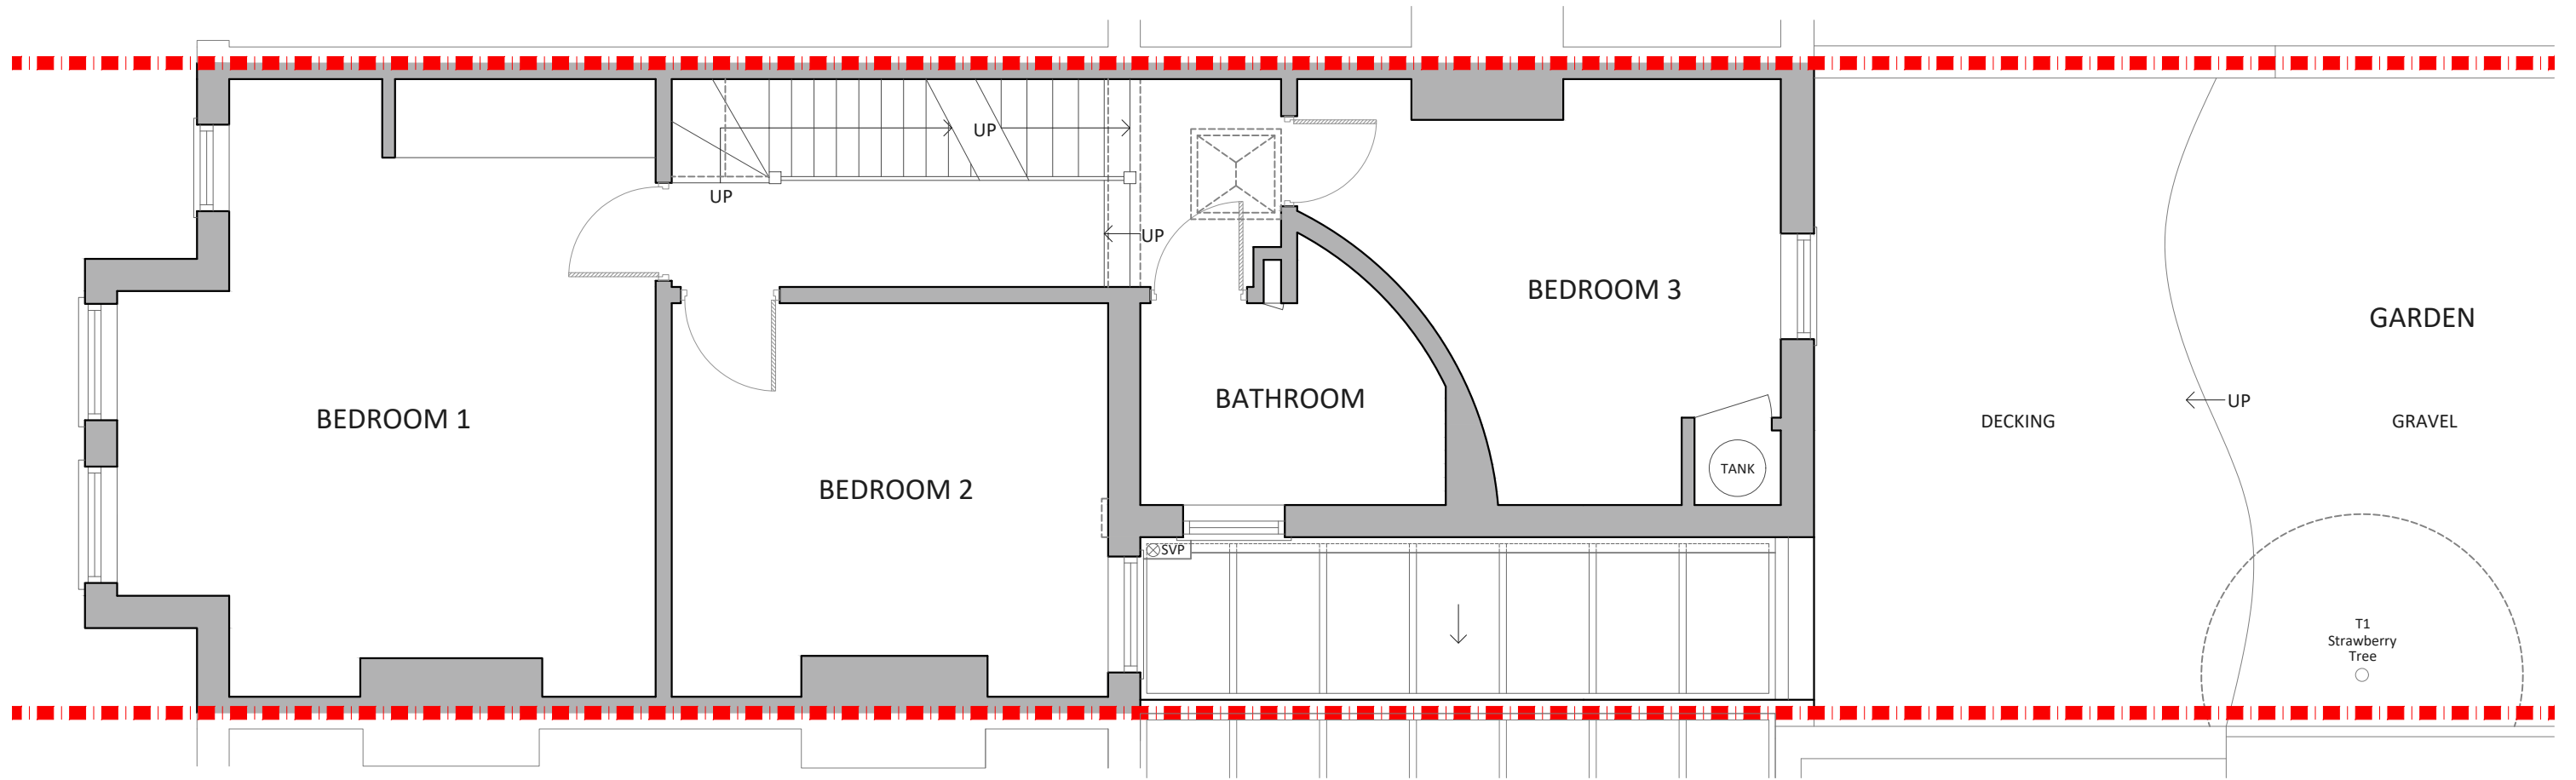 UP
UP
UP
BEDROOM 1
BEDROOM 2
BATHROOM
BEDROOM 3
TANK
SVP
DECKING
UP
GARDEN
GRAVEL
T1
Strawberry
Tree